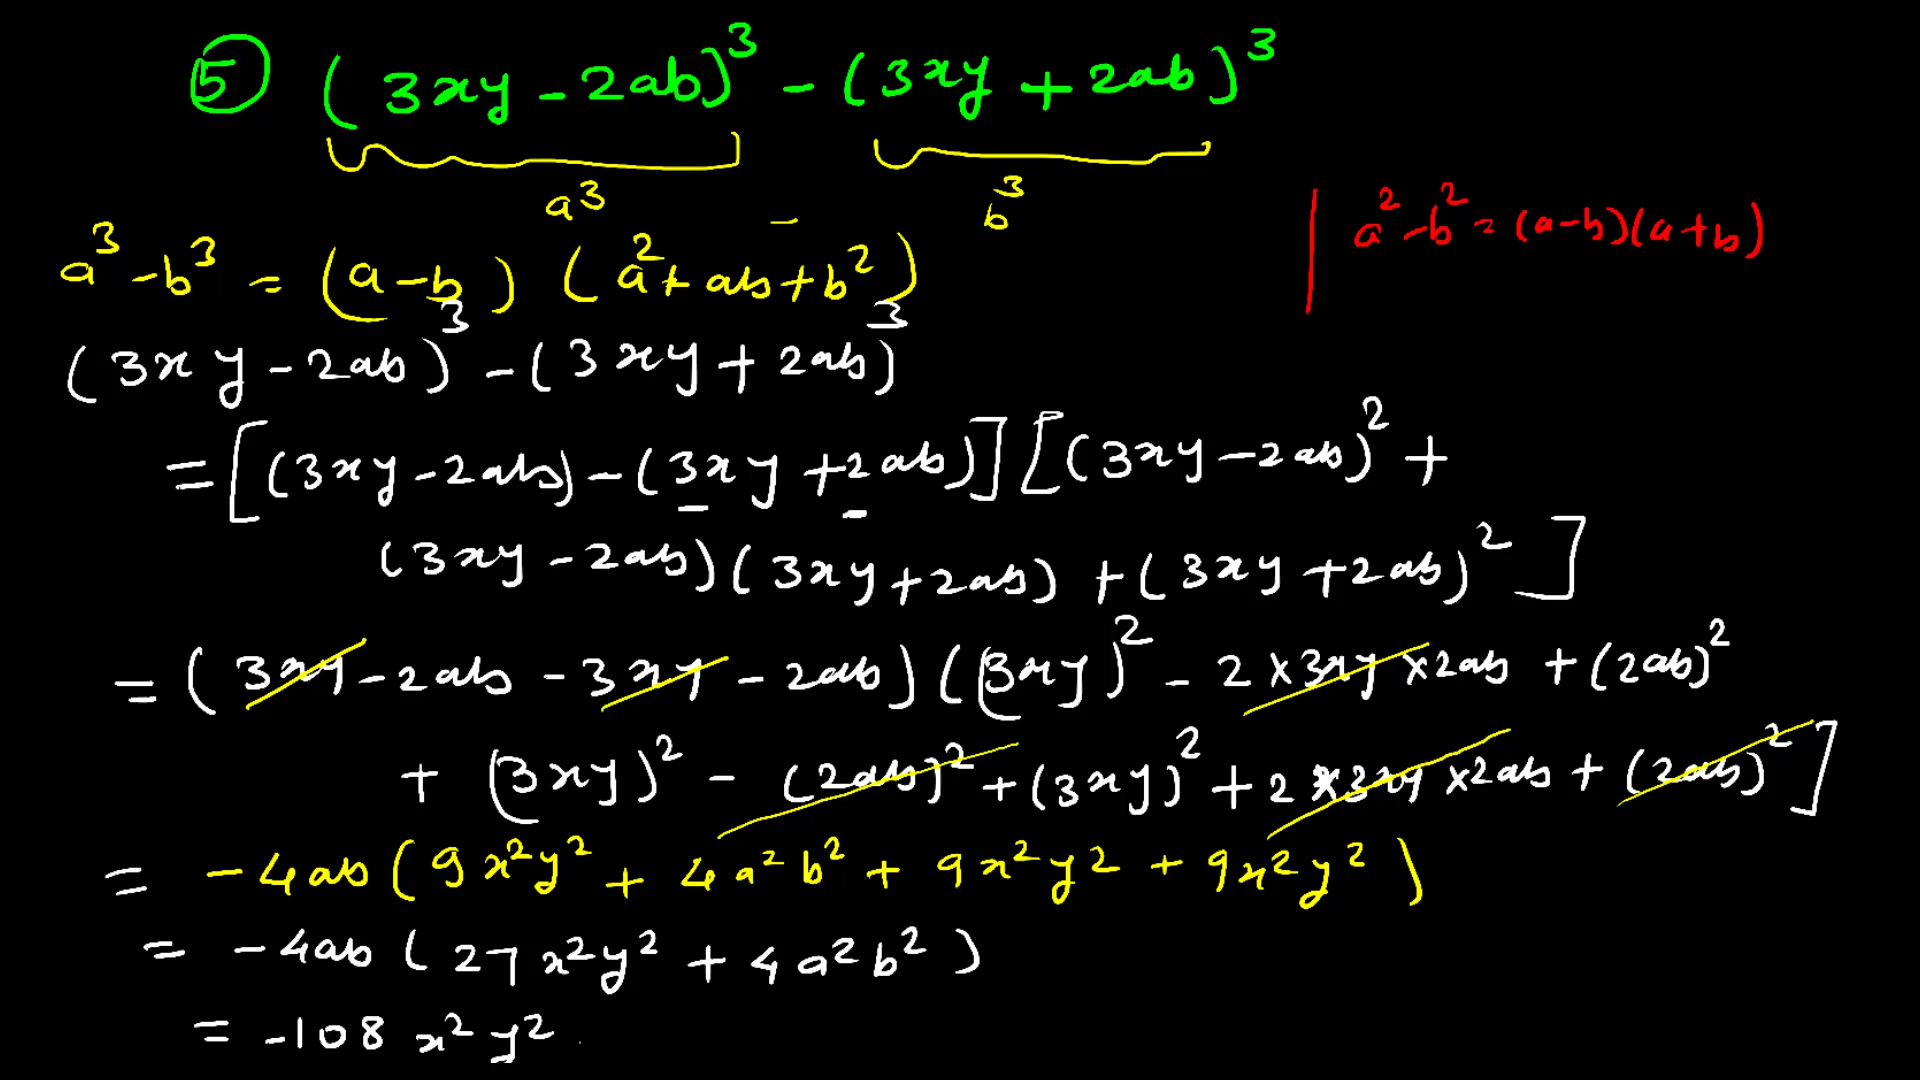 5 (3xy - 2ab)³ - (3xy + 2ab)³
a³ b³
a² - b² = (a-b)(a+b)
a³ - b³ = (a-b) (a² + ab + b²)
(3xy - 2ab)³ - (3xy + 2ab)³
= [(3xy - 2ab) - (3xy + 2ab)] [(3xy - 2ab)² +
(3xy - 2ab)(3xy + 2ab) + (3xy + 2ab)²]
= (3xy - 2ab - 3xy - 2ab) [(3xy)² - 2 × 3xy × 2ab + (2ab)²
+ (3xy)² - (2ab)² + (3xy)² + 2 × 3xy × 2ab + (2ab)²]
= -4ab (9x²y² + 4a²b² + 9x²y² + 9x²y²)
= -4ab (27x²y² + 4a²b²)
= -108 x²y²